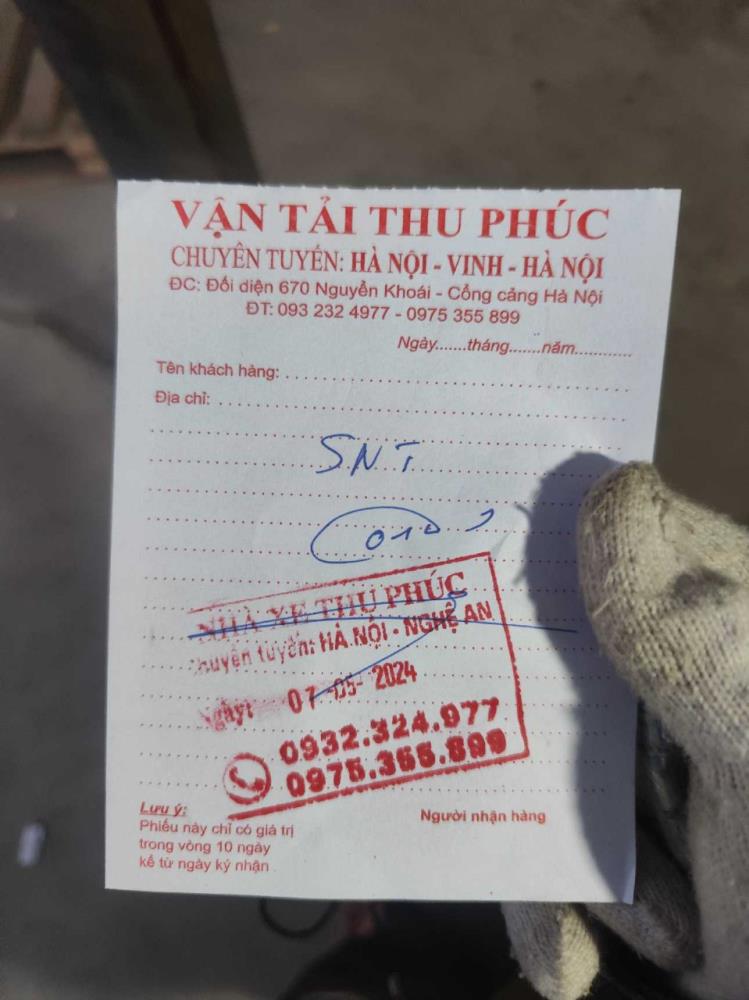 VẬN TẢI THU PHÚC
CHUYÊN TUYẾN: HÀ NỘI - VINH - HÀ NỘI
ĐC: Đối diện 670 Nguyễn Khoái - Cổng cảng Hà Nội
ĐT: 093 232 4977 - 0975 355 899
Ngày.......tháng.......năm............
Tên khách hàng:
Địa chỉ:
SNT
NHÀ XE THU PHÚC
Chuyên tuyến: HÀ NỘI - NGHỆ AN
Ngày: 07-05-2024
0932.324.977
0975.355.899
Lưu ý:
Phiếu này chỉ có giá trị
trong vòng 10 ngày
kể từ ngày ký nhận
Người nhận hàng